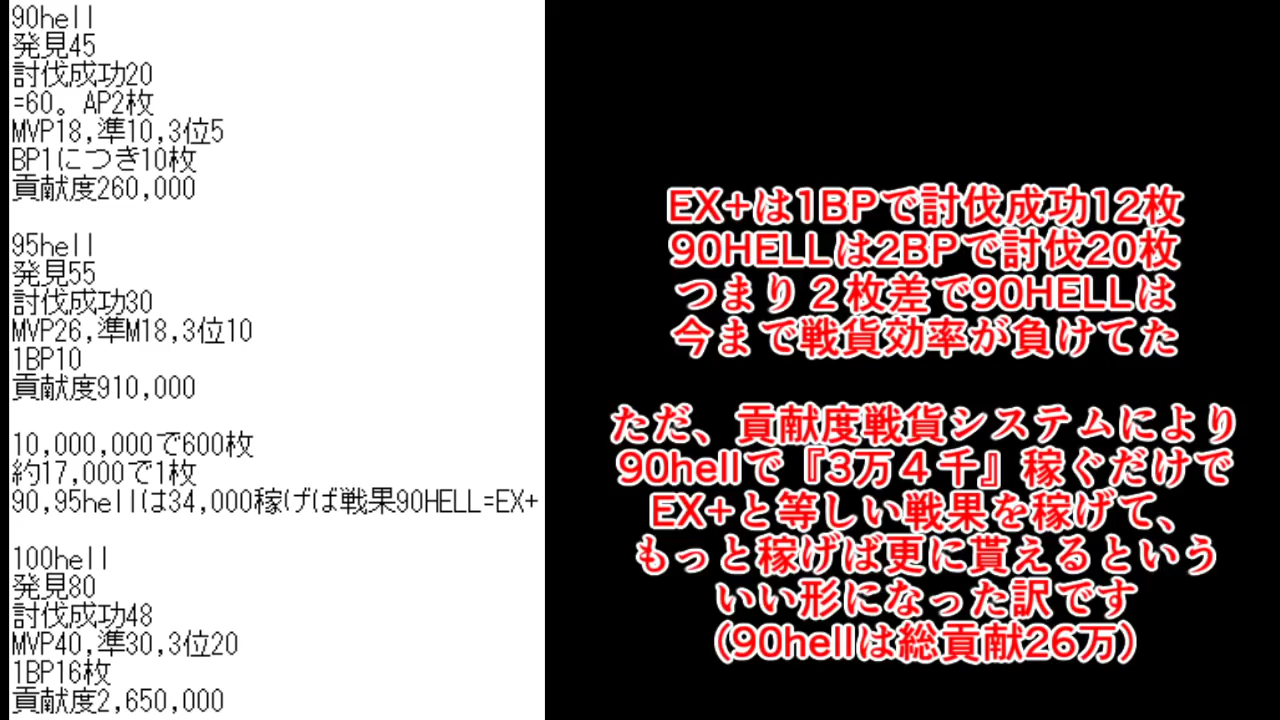 90hell
発見45
討伐成功20
=60。AP2枚
MVP18,準10,3位5
BP1につき10枚
貢献度260,000
95hell
発見55
討伐成功30
MVP26,準M18,3位10
1BP10
貢献度910,000
10,000,000で600枚
約17,000で1枚
90,95hellは34,000稼げば戦果90HELL=EX+
100hell
発見80
討伐成功48
MVP40,準30,3位20
1BP16枚
貢献度2,650,000
EX+は1BPで討伐成功12枚
90HELLは2BPで討伐20枚
つまり２枚差で90HELLは
今まで戦貨効率が負けてた
ただ、貢献度戦貨システムにより
90hellで『3万４千』稼ぐだけで
EX+と等しい戦果を稼げて、
もっと稼げば更に貰えるという
いい形になった訳です
（90hellは総貢献26万）